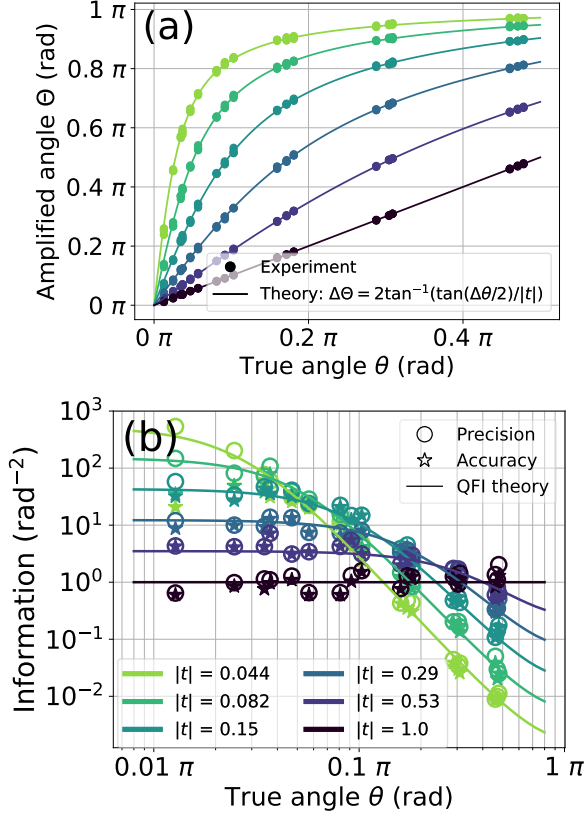 (a)
1 π
0.8 π
0.6 π
0.4 π
0.2 π
0 π
Amplified angle Θ (rad)
Experiment
Theory: ΔΘ = 2tan⁻¹(tan(Δθ/2)/|t|)
0 π
0.2 π
0.4 π
True angle θ (rad)
(b)
10³
10²
10¹
10⁰
10⁻¹
10⁻²
Information (rad⁻²)
Precision
Accuracy
QFI theory
|t| = 0.044
|t| = 0.082
|t| = 0.15
|t| = 0.29
|t| = 0.53
|t| = 1.0
0.01 π
0.1 π
1 π
True angle θ (rad)